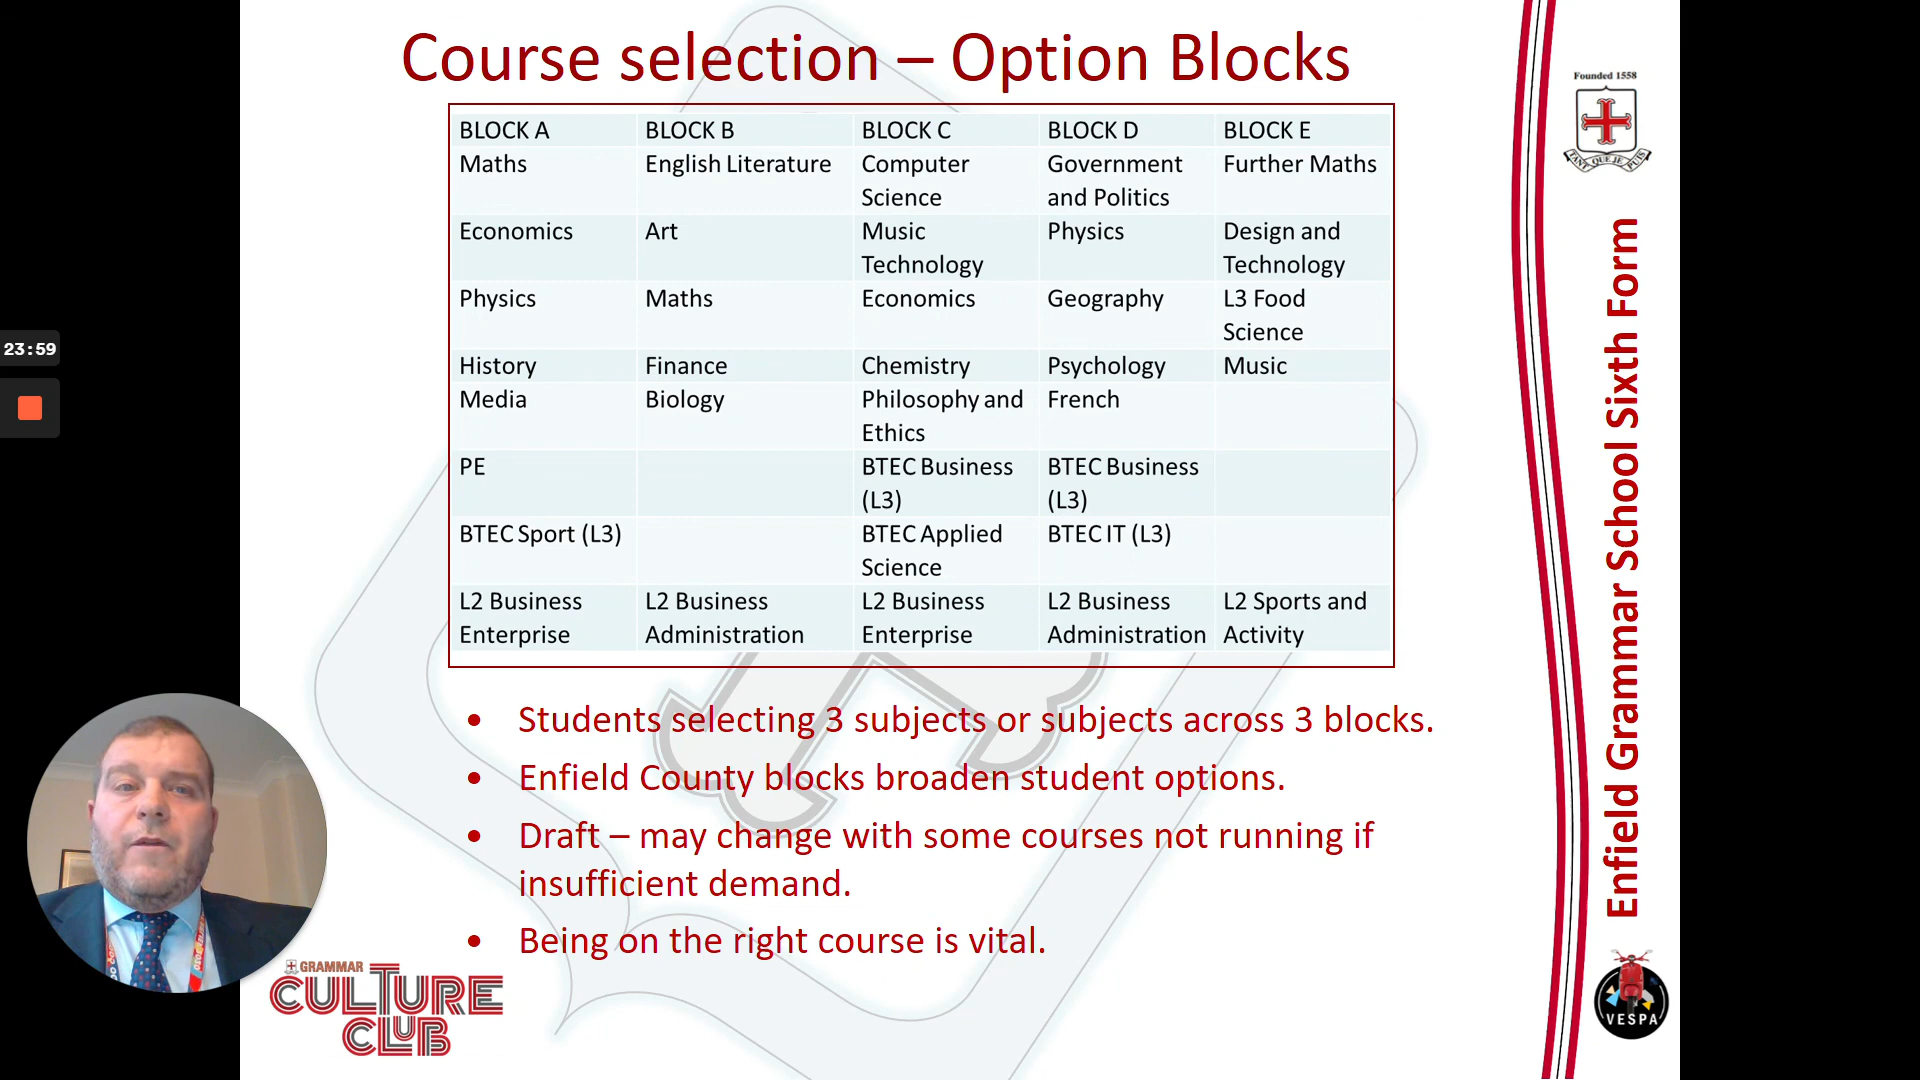 Course selection – Option Blocks
BLOCK A BLOCK B BLOCK C BLOCK D BLOCK E
Maths English Literature Computer Science Government and Politics Further Maths
Economics Art Music Technology Physics Design and Technology
Physics Maths Economics Geography L3 Food Science
History Finance Chemistry Psychology Music
Media Biology Philosophy and Ethics French
PE BTEC Business (L3) BTEC Business (L3)
BTEC Sport (L3) BTEC Applied Science BTEC IT (L3)
L2 Business Enterprise L2 Business Administration L2 Business Enterprise L2 Business Administration L2 Sports and Activity
• Students selecting 3 subjects or subjects across 3 blocks.
• Enfield County blocks broaden student options.
• Draft – may change with some courses not running if
insufficient demand.
• Being on the right course is vital.
23:59
GRAMMAR
CULTURE
CLUB
Founded 1558
TANT QUE JE PUIS
Enfield Grammar School Sixth Form
VESPA